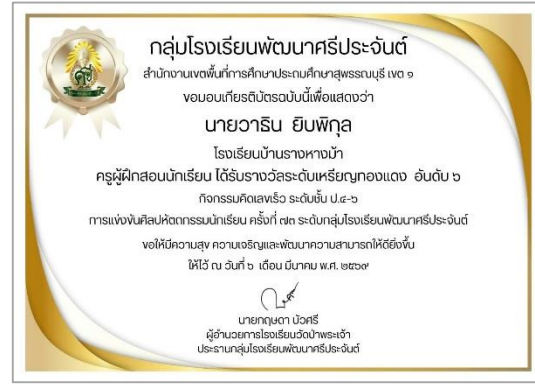 กลุ่มโรงเรียนพัฒนาศรีประจันต์
สำนักงานเขตพื้นที่การศึกษาประถมศึกษาสุพรรณบุรี เขต ๑
ขอมอบเกียรติบัตรฉบับนี้เพื่อแสดงว่า
นายวาธิน ยิบพิกุล
โรงเรียนบ้านรางหางม้า
ครูผู้ฝึกสอนนักเรียน ได้รับรางวัลระดับเหรียญทองแดง อันดับ ๖
กิจกรรมคิดเลขเร็ว ระดับชั้น ป.๔-๖
การแข่งขันศิลปหัตถกรรมนักเรียน ครั้งที่ ๗๓ ระดับกลุ่มโรงเรียนพัฒนาศรีประจันต์
ขอให้มีความสุข ความเจริญและพัฒนาความสามารถให้ดียิ่งขึ้น
ให้ไว้ ณ วันที่ ๖ เดือน มีนาคม พ.ศ. ๒๕๖๙
นายกฤษดา บัวศรี
ผู้อำนวยการโรงเรียนวัดป่าพระเจ้า
ประธานกลุ่มโรงเรียนพัฒนาศรีประจันต์